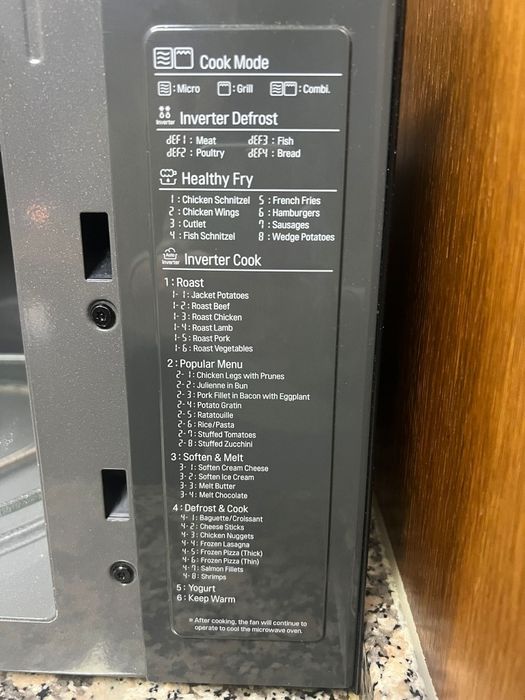 Cook Mode
: Micro : Grill : Combi.
Inverter Inverter Defrost
dEF1 : Meat dEF3 : Fish
dEF2 : Poultry dEF4 : Bread
Healthy Fry
1 : Chicken Schnitzel 5 : French Fries
2 : Chicken Wings 6 : Hamburgers
3 : Cutlet 7 : Sausages
4 : Fish Schnitzel 8 : Wedge Potatoes
Auto Inverter Inverter Cook
1 : Roast
1- 1 : Jacket Potatoes
1- 2 : Roast Beef
1- 3 : Roast Chicken
1- 4 : Roast Lamb
1- 5 : Roast Pork
1- 6 : Roast Vegetables
2 : Popular Menu
2- 1 : Chicken Legs with Prunes
2- 2 : Julienne in Bun
2- 3 : Pork Fillet in Bacon with Eggplant
2- 4 : Potato Gratin
2- 5 : Ratatouille
2- 6 : Rice/Pasta
2- 7 : Stuffed Tomatoes
2- 8 : Stuffed Zucchini
3 : Soften & Melt
3- 1 : Soften Cream Cheese
3- 2 : Soften Ice Cream
3- 3 : Melt Butter
3- 4 : Melt Chocolate
4 : Defrost & Cook
4- 1 : Baguette/Croissant
4- 2 : Cheese Sticks
4- 3 : Chicken Nuggets
4- 4 : Frozen Lasagna
4- 5 : Frozen Pizza (Thick)
4- 6 : Frozen Pizza (Thin)
4- 7 : Salmon Fillets
4- 8 : Shrimps
5 : Yogurt
6 : Keep Warm
※ After cooking, the fan will continue to
operate to cool the microwave oven.